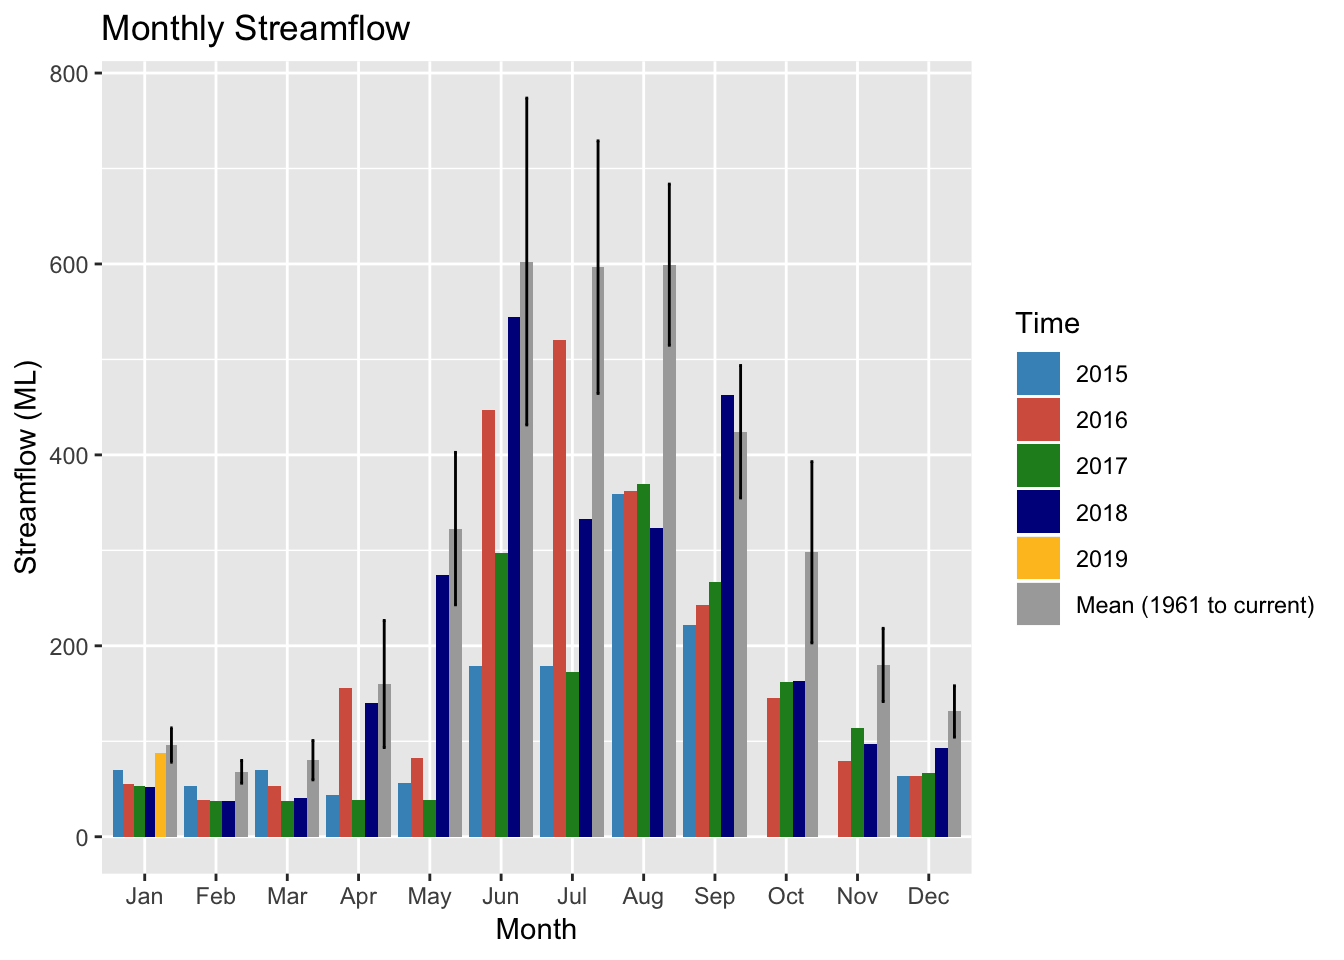 Monthly Streamflow
800
600
400
200
0
Streamflow (ML)
Jan Feb Mar Apr May Jun Jul Aug Sep Oct Nov Dec
Month
Time
2015
2016
2017
2018
2019
Mean (1961 to current)